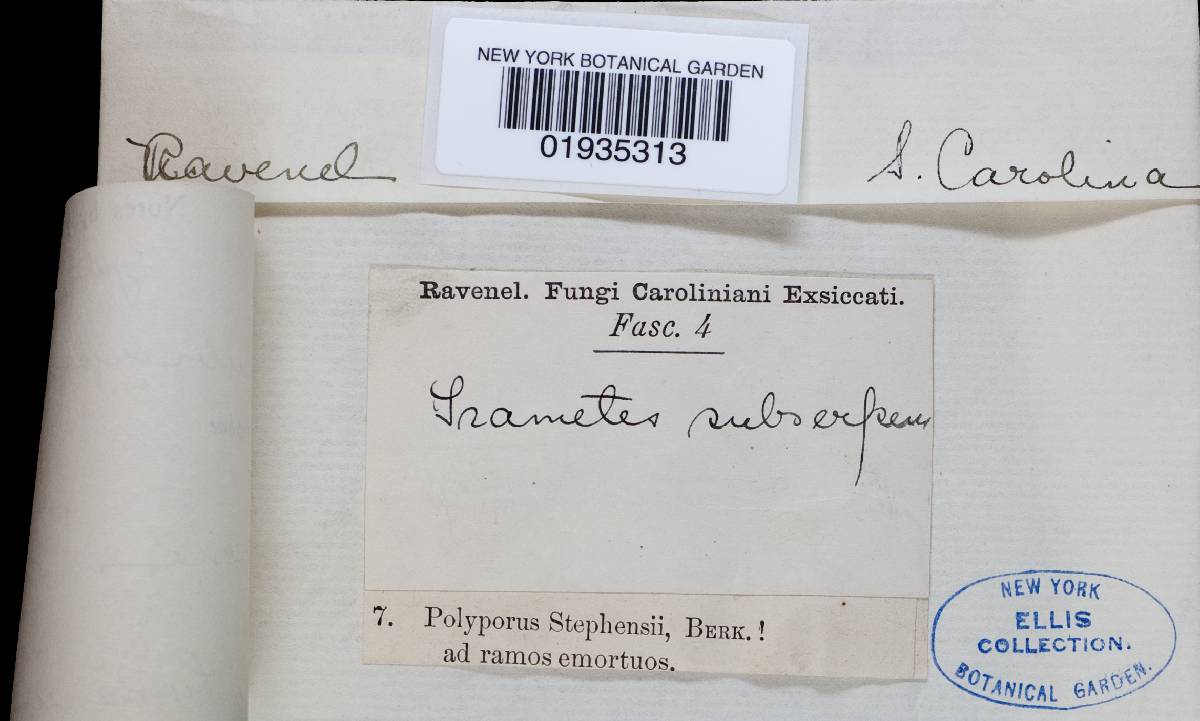 NEW YORK BOTANICAL GARDEN
01935313
Ravenel
S. Carolina
Ravenel. Fungi Caroliniani Exsiccati.
Fasc. 4
Trametes subserpens
7. Polyporus Stephensii, BERK. !
ad ramos emortuos.
NEW YORK
ELLIS
COLLECTION.
BOTANICAL GARDEN.